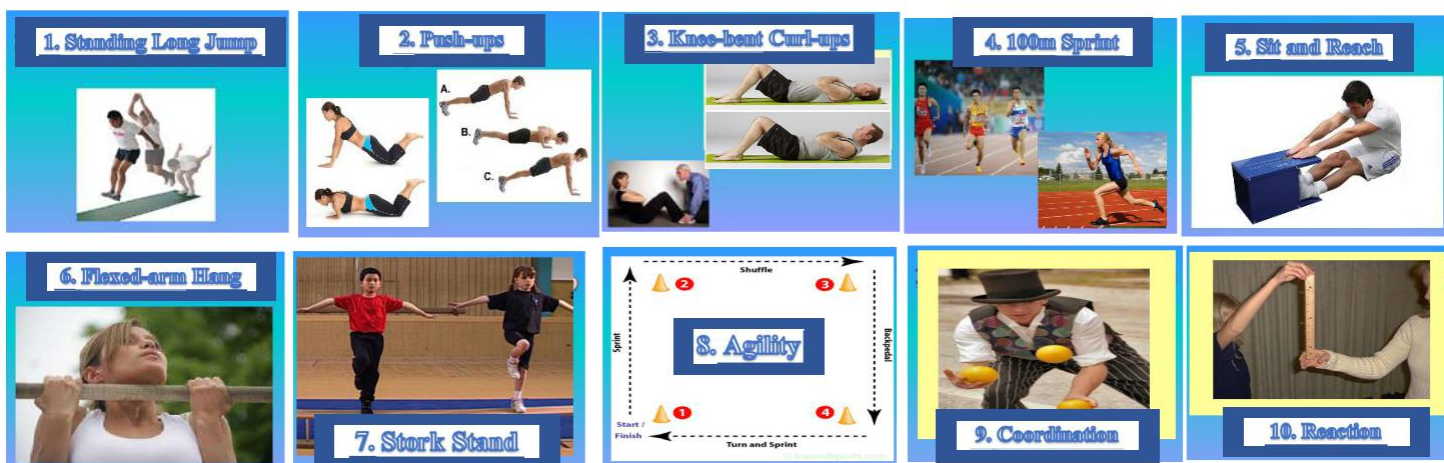 1. Standing Long Jump
2. Push-ups
A.
B.
C.
3. Knee-bent Curl-ups
4. 100m Sprint
5. Sit and Reach
6. Flexed-arm Hang
7. Stork Stand
Shuffle
2
3
Sprint
8. Agility
Backpedal
1
4
Start /
Finish
Turn and Sprint
9. Coordination
10. Reaction